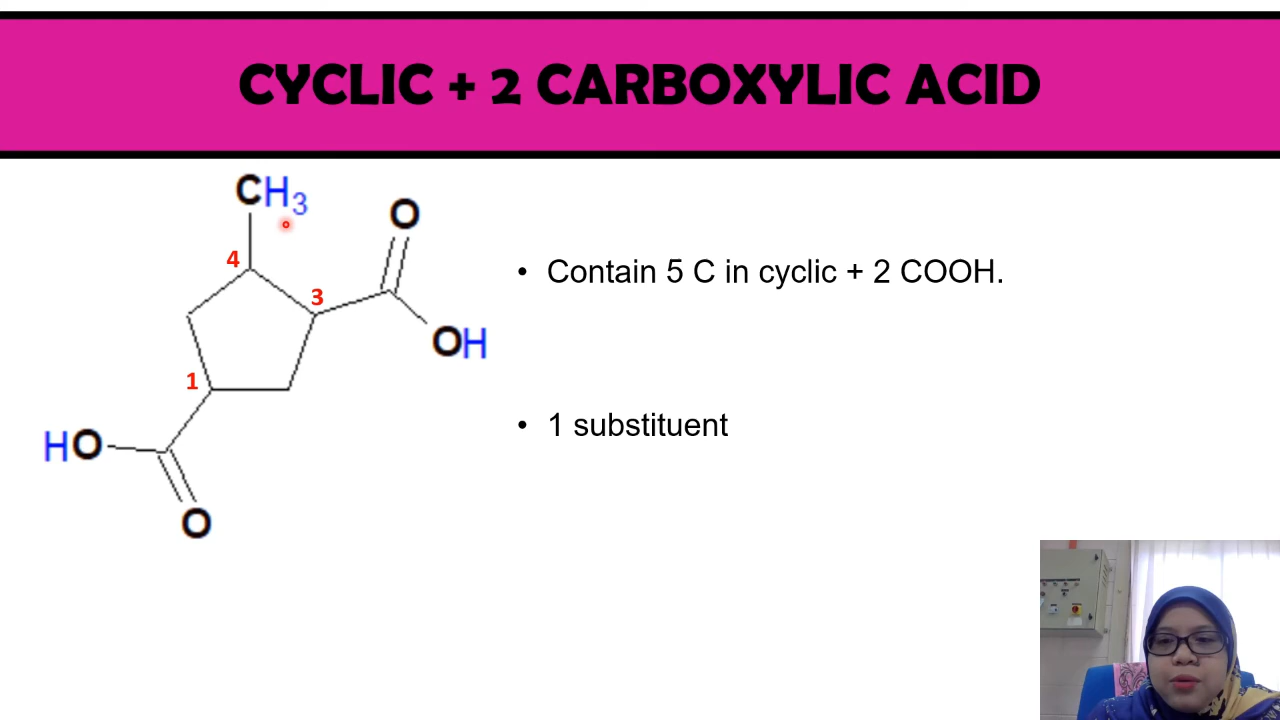 CYCLIC + 2 CARBOXYLIC ACID
CH3
O
4
3
• Contain 5 C in cyclic + 2 COOH.
OH
1
• 1 substituent
HO
O